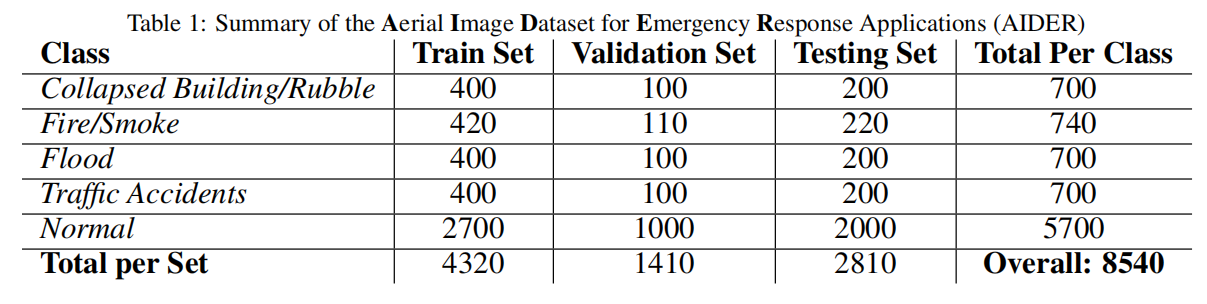 Table 1: Summary of the Aerial Image Dataset for Emergency Response Applications (AIDER)
Class Train Set Validation Set Testing Set Total Per Class
Collapsed Building/Rubble 400 100 200 700
Fire/Smoke 420 110 220 740
Flood 400 100 200 700
Traffic Accidents 400 100 200 700
Normal 2700 1000 2000 5700
Total per Set 4320 1410 2810 Overall: 8540